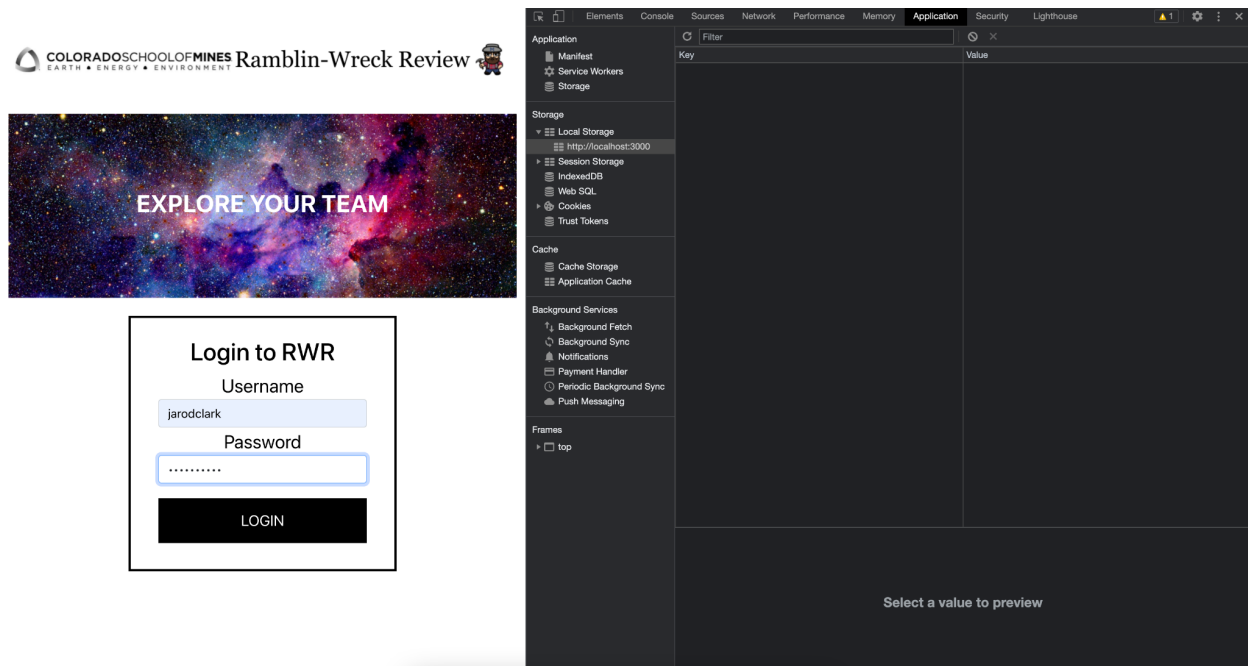 COLORADOSCHOOLOFMINES
EARTH • ENERGY • ENVIRONMENT
Ramblin-Wreck Review
EXPLORE YOUR TEAM
Login to RWR
Username
jarodclark
Password
••••••••••
LOGIN
Elements Console Sources Network Performance Memory Application Security Lighthouse 1
Application
Manifest
Service Workers
Storage
Storage
Local Storage
http://localhost:3000
Session Storage
IndexedDB
Web SQL
Cookies
Trust Tokens
Cache
Cache Storage
Application Cache
Background Services
Background Fetch
Background Sync
Notifications
Payment Handler
Periodic Background Sync
Push Messaging
Frames
top
Filter
Key Value
Select a value to preview